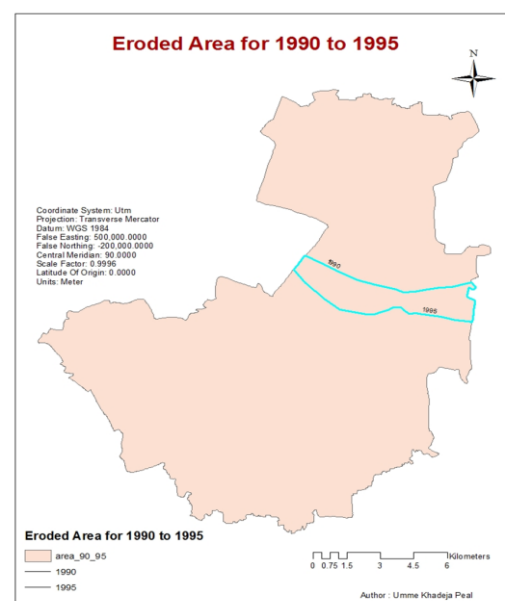 Eroded Area for 1990 to 1995
N
Coordinate System: Utm
Projection: Transverse Mercator
Datum: WGS 1984
False Easting: 500,000.0000
False Northing: -200,000.0000
Central Meridian: 90.0000
Scale Factor: 0.9996
Latitude Of Origin: 0.0000
Units: Meter
1990
1995
Eroded Area for 1990 to 1995
area_90_95
1990
1995
Kilometers
0 0.75 1.5 3 4.5 6
Author : Umme Khadeja Peal